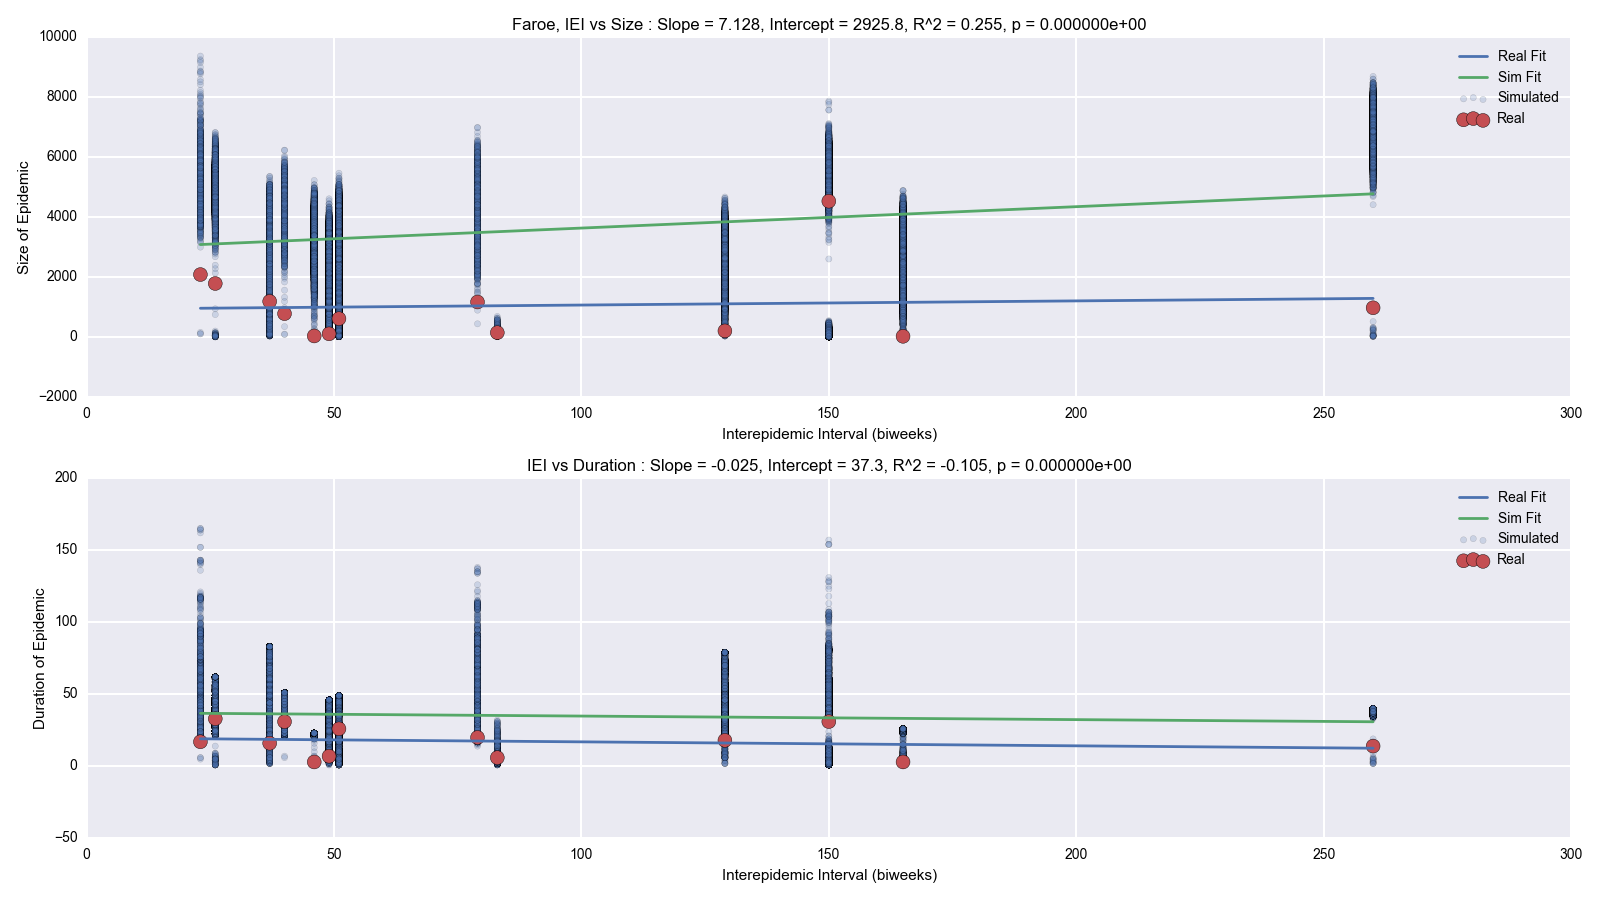 Faroe, IEI vs Size : Slope = 7.128, Intercept = 2925.8, R^2 = 0.255, p = 0.000000e+00
10000
8000
6000
4000
2000
0
−2000
Size of Epidemic
Real Fit
Sim Fit
Simulated
Real
0 50 100 150 200 250 300
Interepidemic Interval (biweeks)
IEI vs Duration : Slope = -0.025, Intercept = 37.3, R^2 = -0.105, p = 0.000000e+00
200
150
100
50
0
−50
Duration of Epidemic
Real Fit
Sim Fit
Simulated
Real
0 50 100 150 200 250 300
Interepidemic Interval (biweeks)